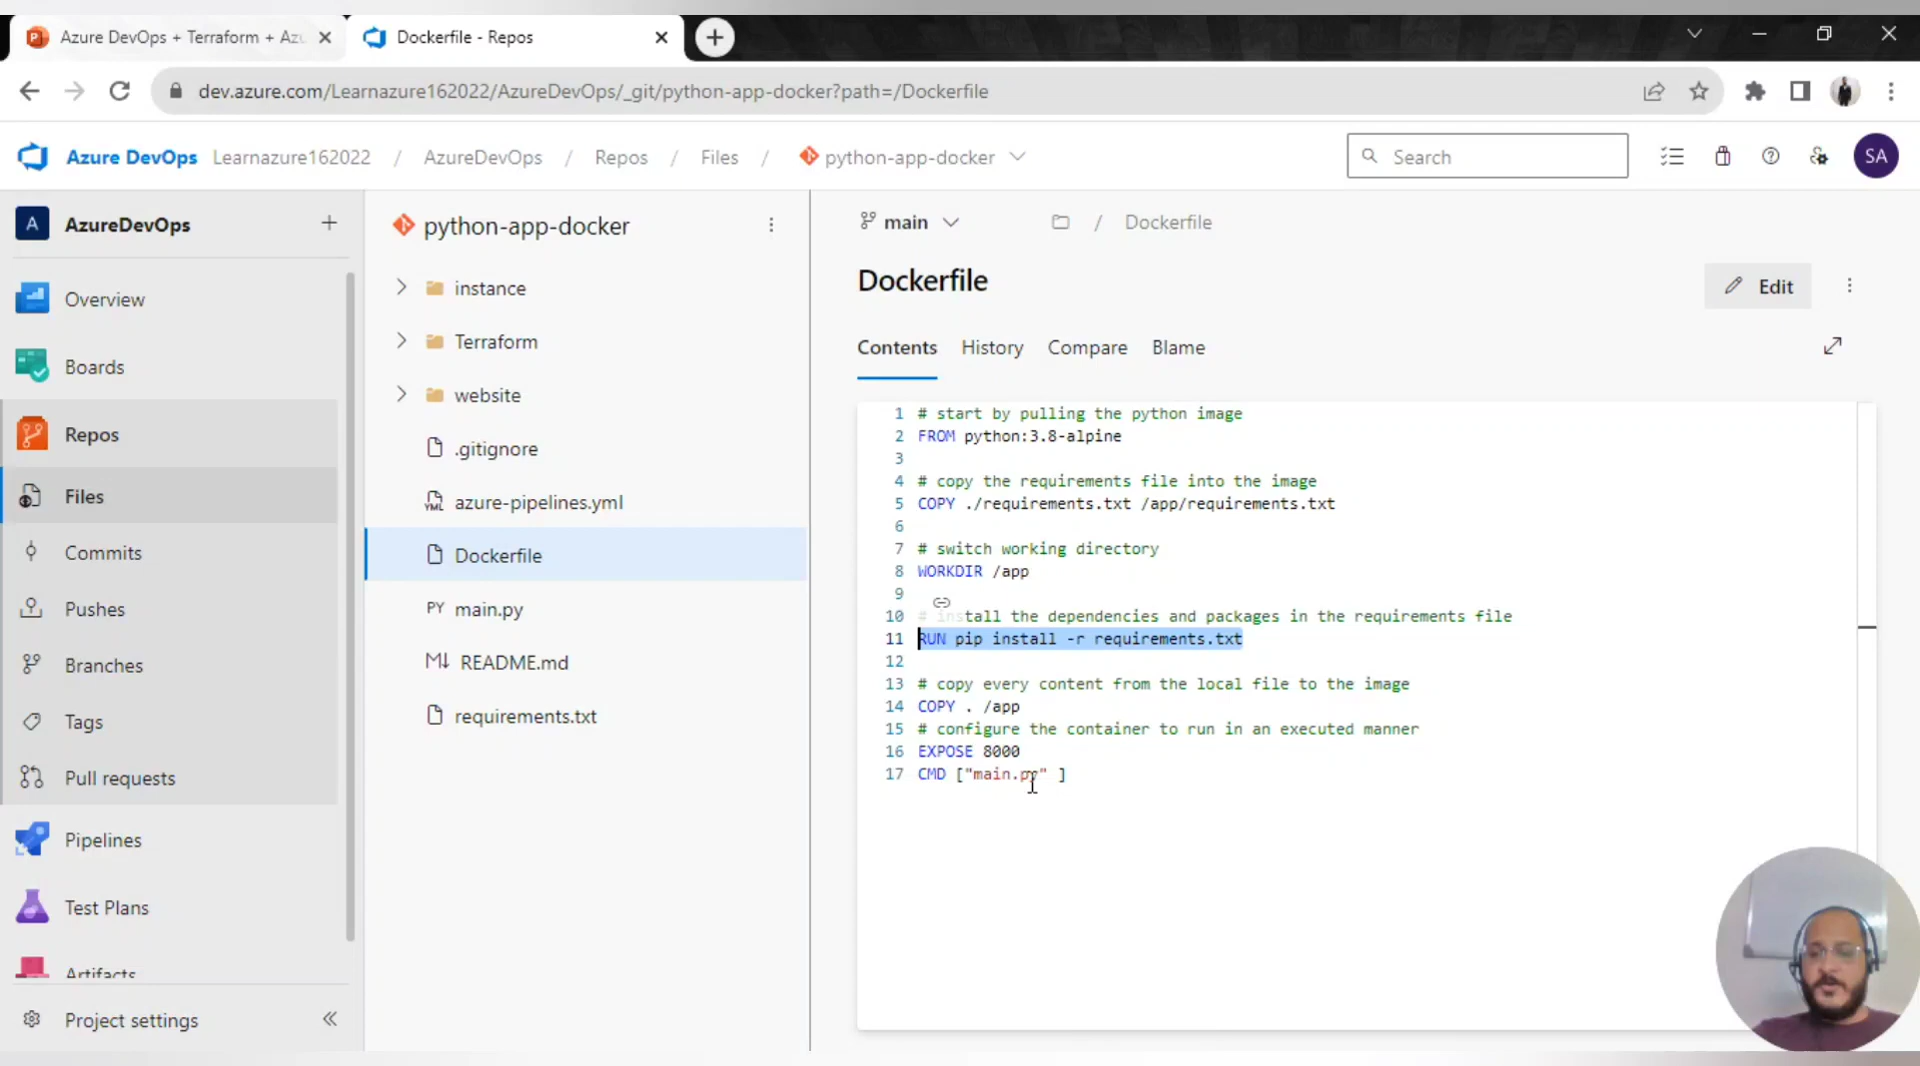 Azure DevOps + Terraform + Azu
Dockerfile - Repos
dev.azure.com/Learnazure162022/AzureDevOps/_git/python-app-docker?path=/Dockerfile
Azure DevOps Learnazure162022 / AzureDevOps / Repos / Files / python-app-docker
Search
SA
A AzureDevOps
Overview
Boards
Repos
Files
Commits
Pushes
Branches
Tags
Pull requests
Pipelines
Test Plans
Artifacts
Project settings
python-app-docker
instance
Terraform
website
.gitignore
YML azure-pipelines.yml
Dockerfile
PY main.py
M↓ README.md
requirements.txt
main / Dockerfile
Dockerfile
Edit
Contents History Compare Blame
1 # start by pulling the python image
2 FROM python:3.8-alpine
3
4 # copy the requirements file into the image
5 COPY ./requirements.txt /app/requirements.txt
6
7 # switch working directory
8 WORKDIR /app
9
10 # install the dependencies and packages in the requirements file
11 RUN pip install -r requirements.txt
12
13 # copy every content from the local file to the image
14 COPY . /app
15 # configure the container to run in an executed manner
16 EXPOSE 8000
17 CMD ["main.py" ]